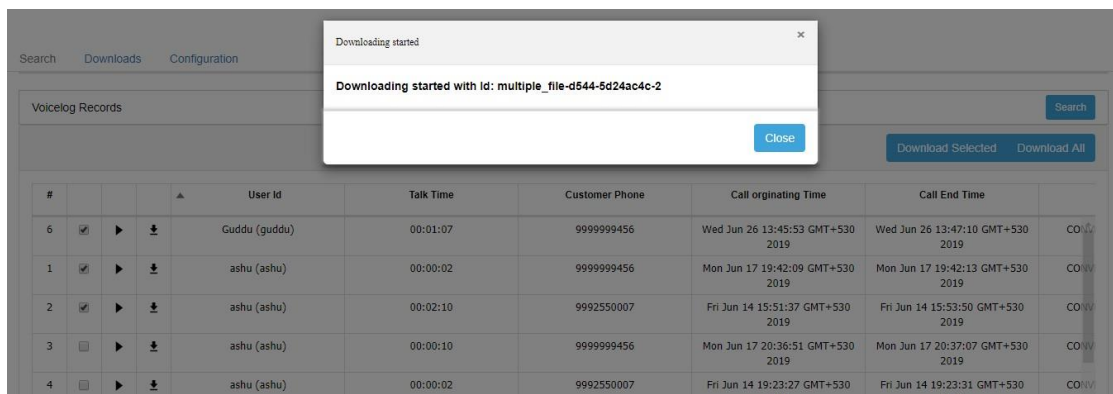 Downloading started ×
Downloading started with Id: multiple_file-d544-5d24ac4c-2
Close
Search Downloads Configuration
Voicelog Records Search
Download Selected Download All
# User Id Talk Time Customer Phone Call orginating Time Call End Time
6 Guddu (guddu) 00:01:07 9999999456 Wed Jun 26 13:45:53 GMT+530 Wed Jun 26 13:47:10 GMT+530
2019 2019
1 ashu (ashu) 00:00:02 9999999456 Mon Jun 17 19:42:09 GMT+530 Mon Jun 17 19:42:13 GMT+530
2019 2019
2 ashu (ashu) 00:02:10 9992550007 Fri Jun 14 15:51:37 GMT+530 Fri Jun 14 15:53:50 GMT+530
2019 2019
3 ashu (ashu) 00:00:10 9999999456 Mon Jun 17 20:36:51 GMT+530 Mon Jun 17 20:37:07 GMT+530
2019 2019
4 ashu (ashu) 00:00:02 9992550007 Fri Jun 14 19:23:27 GMT+530 Fri Jun 14 19:23:31 GMT+530